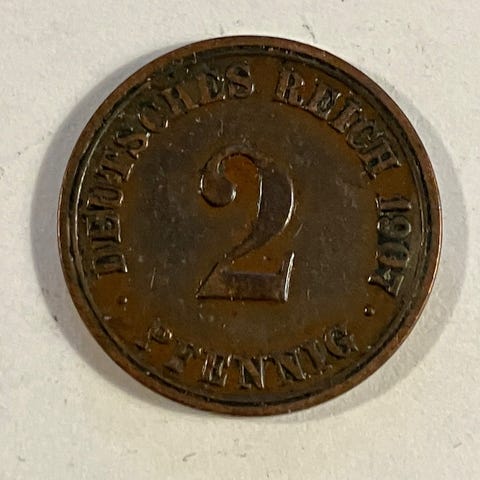 DEUTSCHES REICH 1907
2
PFENNIG